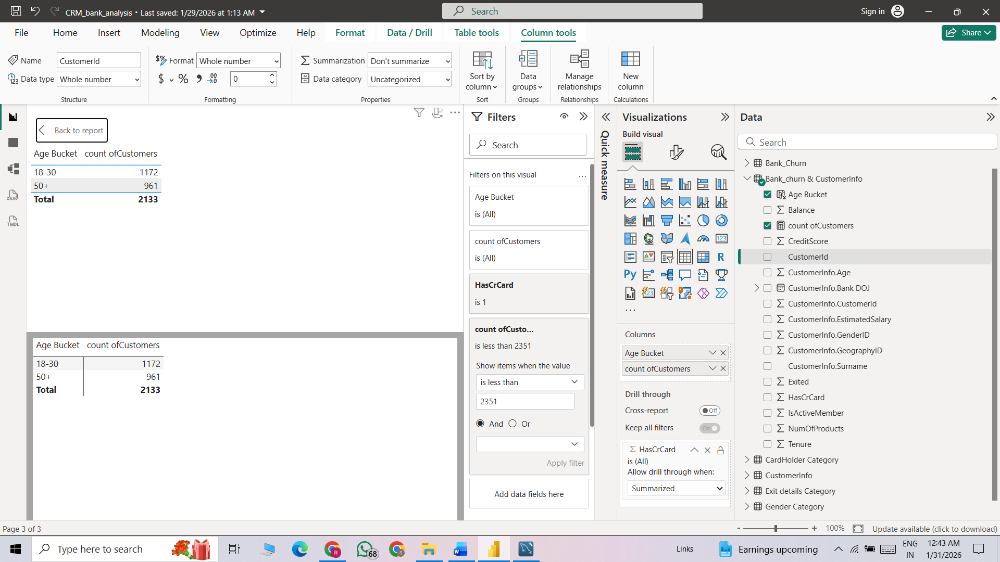 CRM_bank_analysis • Last saved: 1/29/2026 at 1:13 AM
Search
Sign in
File
Home
Insert
Modeling
View
Optimize
Help
Format
Data / Drill
Table tools
Column tools
Share
Name
CustomerId
Data type
Whole number
Structure
Format
Whole number
$ % 
0
Formatting
Summarization
Don't summarize
Data category
Uncategorized
Properties
Sort by
column
Sort
Data
groups
Groups
Manage
relationships
Relationships
New
column
Calculations
Back to report
Age Bucket count ofCustomers
18-30 1172
50+ 961
Total 2133
Age Bucket count ofCustomers
18-30 1172
50+ 961
Total 2133
DAX
TMDL
Filters
Search
Filters on this visual
Age Bucket
is (All)
count ofCustomers
is (All)
HasCrCard
is 1
count ofCusto...
is less than 2351
Show items when the value
is less than
2351
And Or
Apply filter
Add data fields here
Quick measure
Visualizations
Build visual
123
R
Py
123
Columns
Age Bucket
count ofCustomers
Drill through
Cross-report
Off
Keep all filters
On
HasCrCard
is (All)
Allow drill through when:
Summarized
Data
Search
Bank_Churn
Bank_churn & CustomerInfo
Age Bucket
Balance
count ofCustomers
CreditScore
CustomerId
CustomerInfo.Age
CustomerInfo.Bank DOJ
CustomerInfo.CustomerId
CustomerInfo.EstimatedSalary
CustomerInfo.GenderID
CustomerInfo.GeographyID
CustomerInfo.Surname
Exited
HasCrCard
IsActiveMember
NumOfProducts
Tenure
CardHolder Category
CustomerInfo
Exit details Category
Gender Category
Page 3 of 3
- + 100%
Update available (click to download)
Type here to search
R
68
S
Links
Earnings upcoming
ENG
IN
12:43 AM
1/31/2026